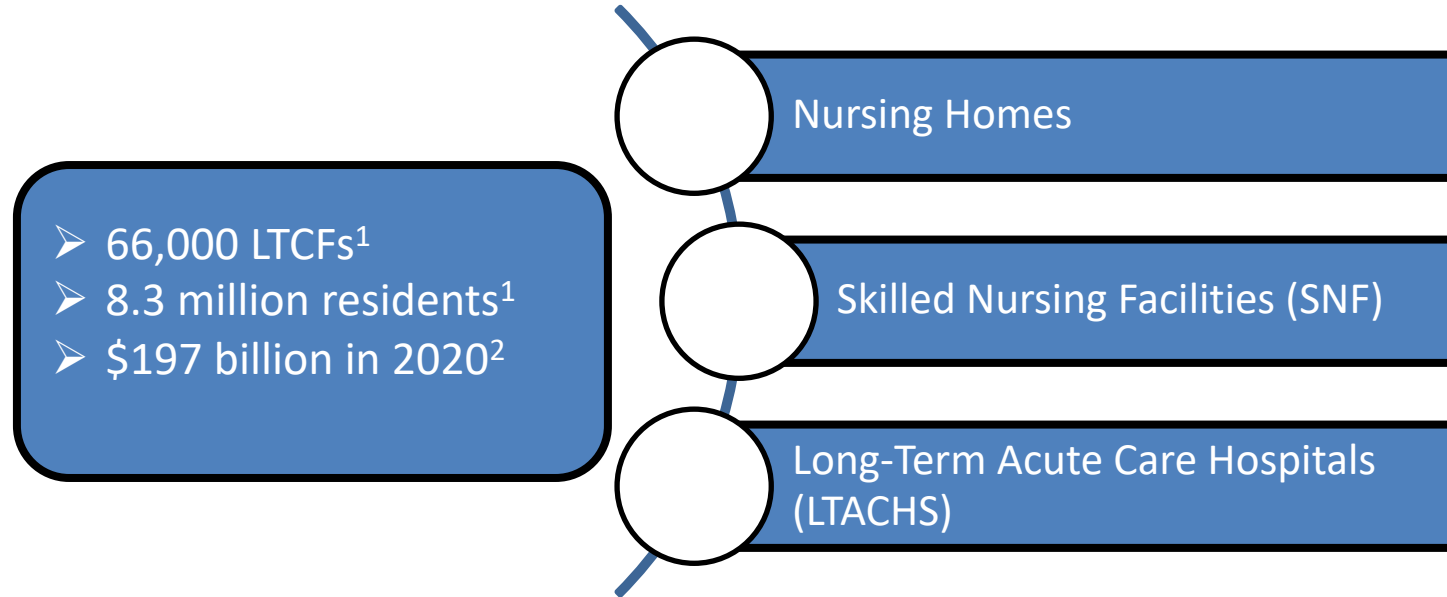 ➢ 66,000 LTCFs¹
➢ 8.3 million residents¹
➢ $197 billion in 2020²
Nursing Homes
Skilled Nursing Facilities (SNF)
Long-Term Acute Care Hospitals
(LTACHS)